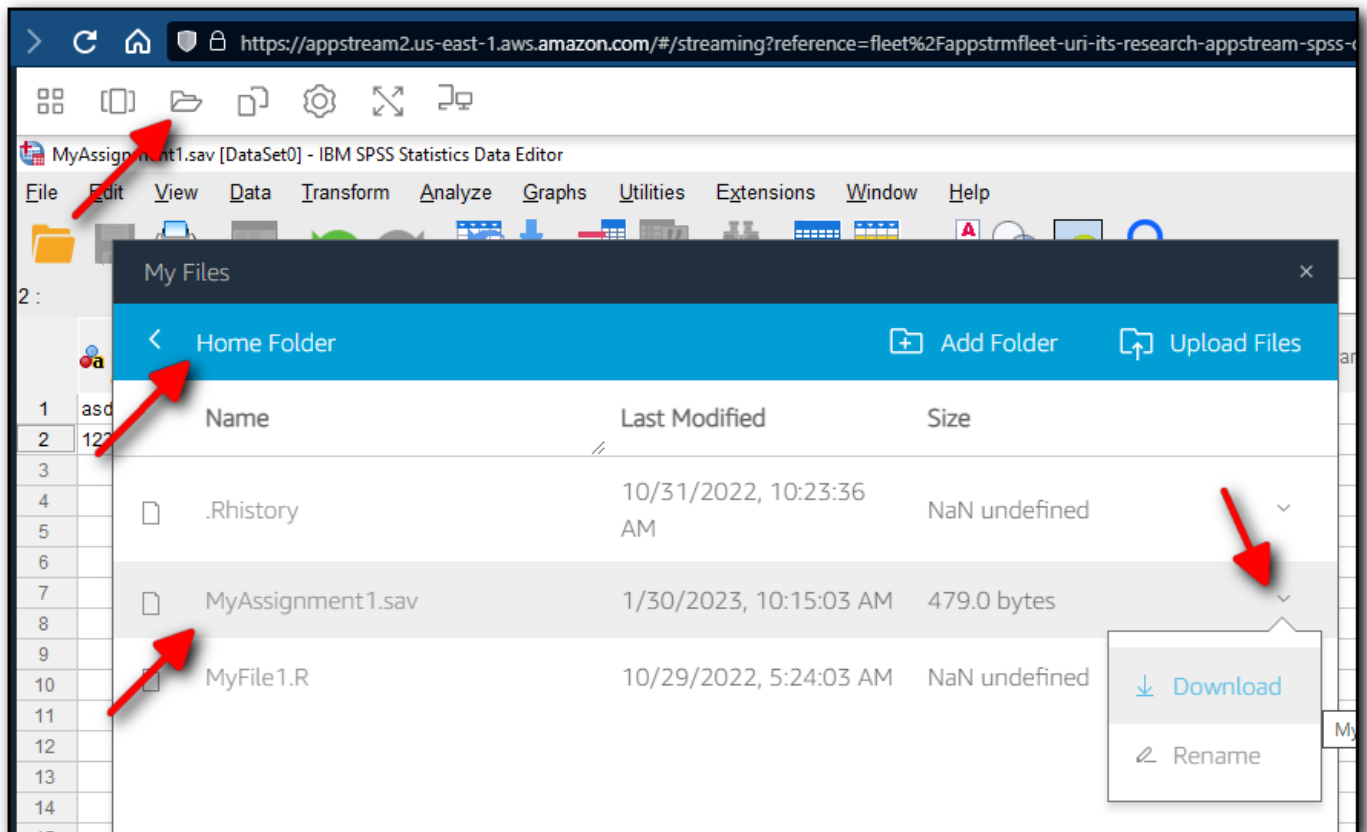 https://appstream2.us-east-1.aws.amazon.com/#/streaming?reference=fleet%2Fappstrmfleet-uri-its-research-appstream-spss-
MyAssignment1.sav [DataSet0] - IBM SPSS Statistics Data Editor
File Edit View Data Transform Analyze Graphs Utilities Extensions Window Help
A
My Files
2 :
Home Folder Add Folder Upload Files
a
1 asd
Name Last Modified Size
2 123
3
4
.Rhistory 10/31/2022, 10:23:36 AM NaN undefined
5
6
7
MyAssignment1.sav 1/30/2023, 10:15:03 AM 479.0 bytes
8
9
MyFile1.R 10/29/2022, 5:24:03 AM NaN undefined
10
Download
11
12
My
Rename
13
14